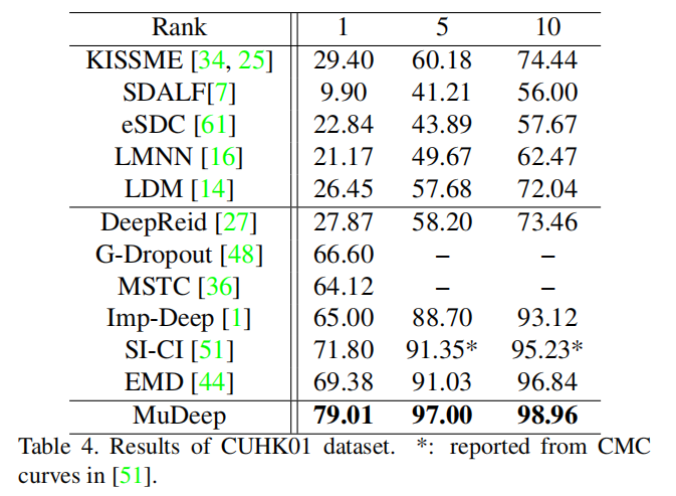 Rank 1 5 10
KISSME [34, 25] 29.40 60.18 74.44
SDALF[7] 9.90 41.21 56.00
eSDC [61] 22.84 43.89 57.67
LMNN [16] 21.17 49.67 62.47
LDM [14] 26.45 57.68 72.04
DeepReid [27] 27.87 58.20 73.46
G-Dropout [48] 66.60 – –
MSTC [36] 64.12 – –
Imp-Deep [1] 65.00 88.70 93.12
SI-CI [51] 71.80 91.35* 95.23*
EMD [44] 69.38 91.03 96.84
MuDeep 79.01 97.00 98.96
Table 4. Results of CUHK01 dataset. *: reported from CMC
curves in [51].